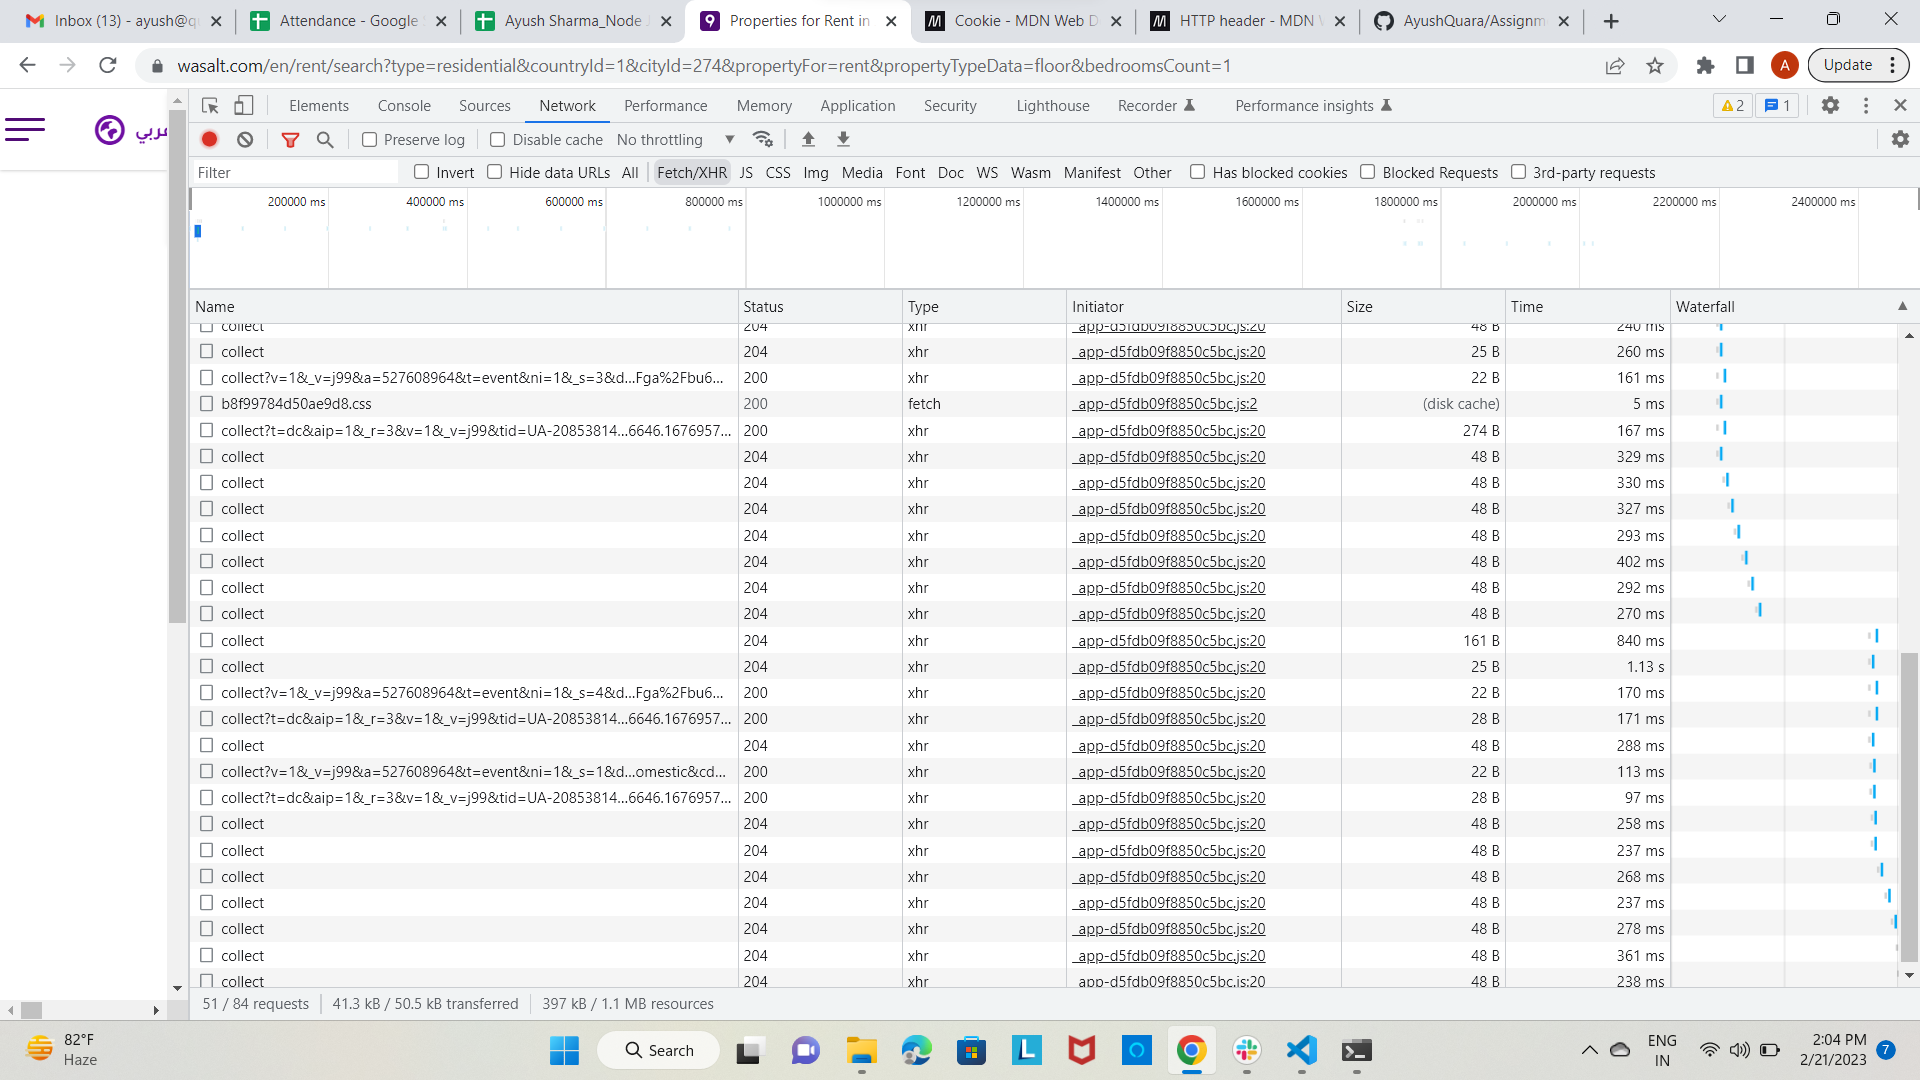 Inbox (13) - ayush@q
Attendance - Google
Ayush Sharma_Node
Properties for Rent in
Cookie - MDN Web D
HTTP header - MDN
AyushQuara/Assignm
wasalt.com/en/rent/search?type=residential&countryId=1&cityId=274&propertyFor=rent&propertyTypeData=floor&bedroomsCount=1
A
Update
عربي
Elements Console Sources Network Performance Memory Application Security Lighthouse Recorder Performance insights 2 1
Preserve log Disable cache No throttling
Filter Invert Hide data URLs All Fetch/XHR JS CSS Img Media Font Doc WS Wasm Manifest Other Has blocked cookies Blocked Requests 3rd-party requests
200000 ms 400000 ms 600000 ms 800000 ms 1000000 ms 1200000 ms 1400000 ms 1600000 ms 1800000 ms 2000000 ms 2200000 ms 2400000 ms
Name Status Type Initiator Size Time Waterfall
collect 204 xhr _app-d5fdb09f8850c5bc.js:20 48 B 240 ms
collect 204 xhr _app-d5fdb09f8850c5bc.js:20 25 B 260 ms
collect?v=1&_v=j99&a=527608964&t=event&ni=1&_s=3&d...Fga%2Fbu6... 200 xhr _app-d5fdb09f8850c5bc.js:20 22 B 161 ms
b8f99784d50ae9d8.css 200 fetch _app-d5fdb09f8850c5bc.js:2 (disk cache) 5 ms
collect?t=dc&aip=1&_r=3&v=1&_v=j99&tid=UA-20853814...6646.1676957... 200 xhr _app-d5fdb09f8850c5bc.js:20 274 B 167 ms
collect 204 xhr _app-d5fdb09f8850c5bc.js:20 48 B 329 ms
collect 204 xhr _app-d5fdb09f8850c5bc.js:20 48 B 330 ms
collect 204 xhr _app-d5fdb09f8850c5bc.js:20 48 B 327 ms
collect 204 xhr _app-d5fdb09f8850c5bc.js:20 48 B 293 ms
collect 204 xhr _app-d5fdb09f8850c5bc.js:20 48 B 402 ms
collect 204 xhr _app-d5fdb09f8850c5bc.js:20 48 B 292 ms
collect 204 xhr _app-d5fdb09f8850c5bc.js:20 48 B 270 ms
collect 204 xhr _app-d5fdb09f8850c5bc.js:20 161 B 840 ms
collect 204 xhr _app-d5fdb09f8850c5bc.js:20 25 B 1.13 s
collect?v=1&_v=j99&a=527608964&t=event&ni=1&_s=4&d...Fga%2Fbu6... 200 xhr _app-d5fdb09f8850c5bc.js:20 22 B 170 ms
collect?t=dc&aip=1&_r=3&v=1&_v=j99&tid=UA-20853814...6646.1676957... 200 xhr _app-d5fdb09f8850c5bc.js:20 28 B 171 ms
collect 204 xhr _app-d5fdb09f8850c5bc.js:20 48 B 288 ms
collect?v=1&_v=j99&a=527608964&t=event&ni=1&_s=1&d...omestic&cd... 200 xhr _app-d5fdb09f8850c5bc.js:20 22 B 113 ms
collect?t=dc&aip=1&_r=3&v=1&_v=j99&tid=UA-20853814...6646.1676957... 200 xhr _app-d5fdb09f8850c5bc.js:20 28 B 97 ms
collect 204 xhr _app-d5fdb09f8850c5bc.js:20 48 B 258 ms
collect 204 xhr _app-d5fdb09f8850c5bc.js:20 48 B 237 ms
collect 204 xhr _app-d5fdb09f8850c5bc.js:20 48 B 268 ms
collect 204 xhr _app-d5fdb09f8850c5bc.js:20 48 B 237 ms
collect 204 xhr _app-d5fdb09f8850c5bc.js:20 48 B 278 ms
collect 204 xhr _app-d5fdb09f8850c5bc.js:20 48 B 361 ms
collect 204 xhr _app-d5fdb09f8850c5bc.js:20 48 B 238 ms
51 / 84 requests 41.3 kB / 50.5 kB transferred 397 kB / 1.1 MB resources
82°F
Haze
Search
ENG
IN
2:04 PM
2/21/2023
7